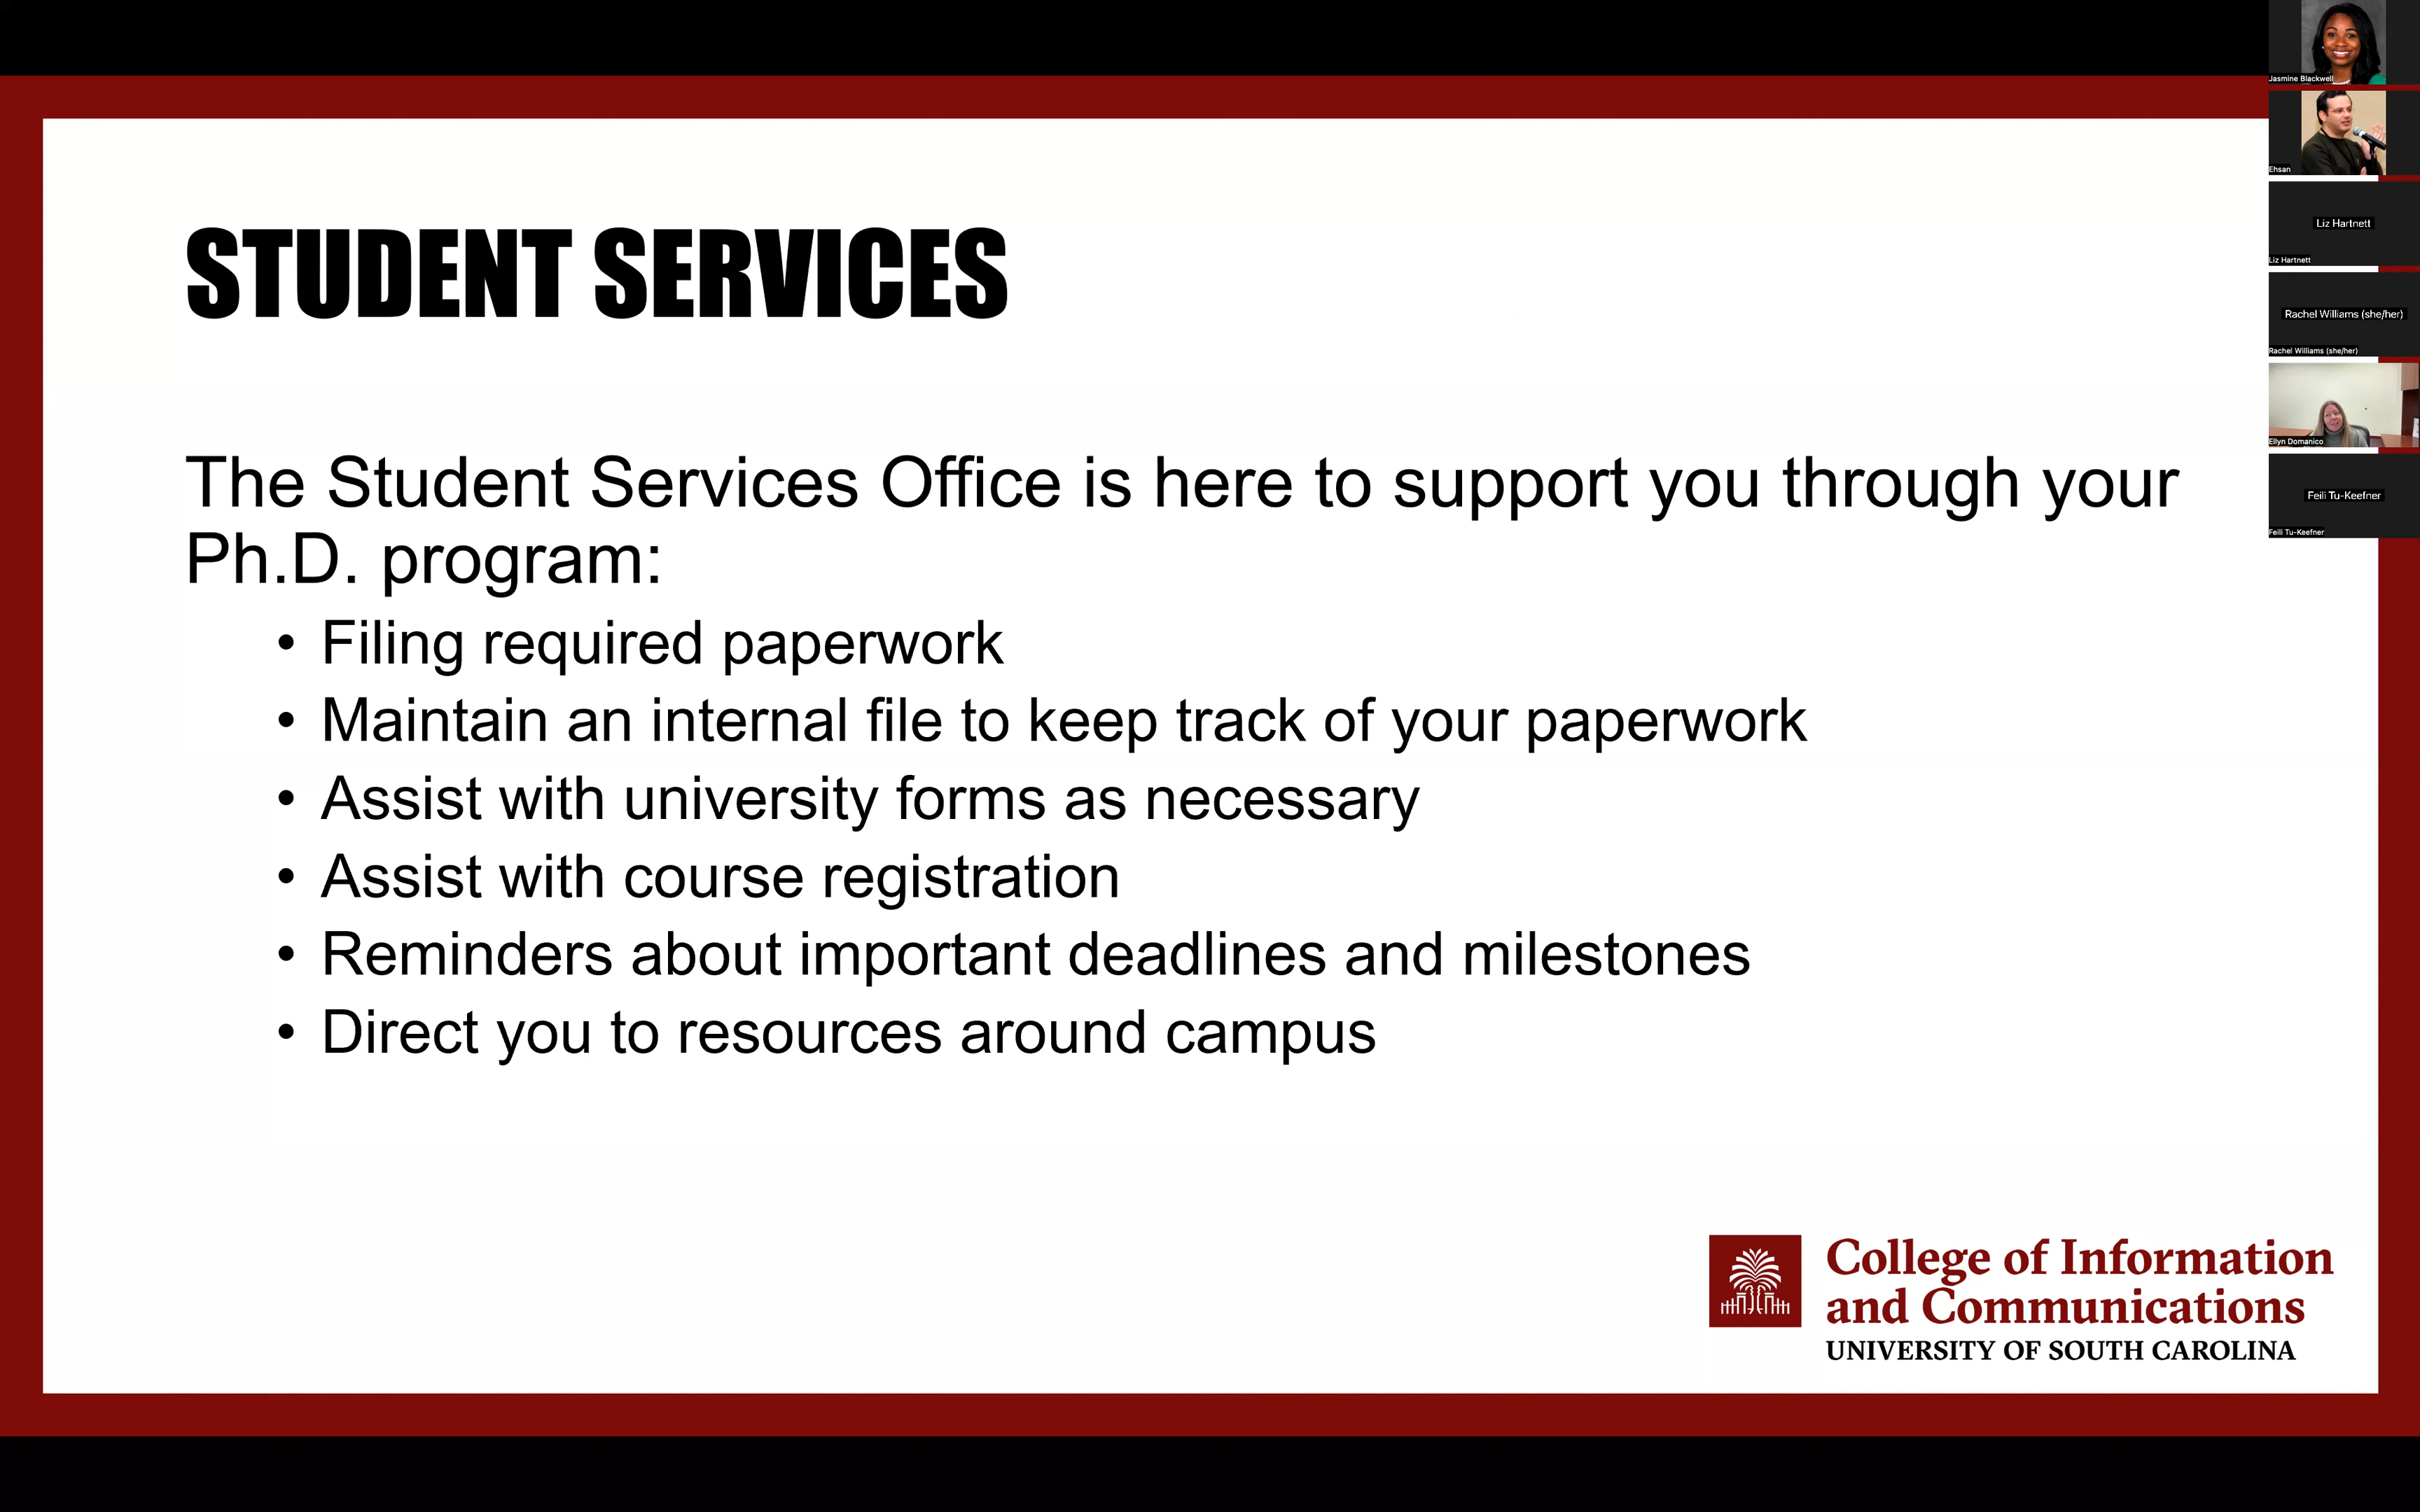 STUDENT SERVICES
The Student Services Office is here to support you through your
Ph.D. program:
• Filing required paperwork
• Maintain an internal file to keep track of your paperwork
• Assist with university forms as necessary
• Assist with course registration
• Reminders about important deadlines and milestones
• Direct you to resources around campus
College of Information
and Communications
UNIVERSITY OF SOUTH CAROLINA
Jasmine Blackwell
Ehsan
Liz Hartnett
Liz Hartnett
Rachel Williams (she/her)
Rachel Williams (she/her)
Ellyn Domanico
Feili Tu-Keefner
Feili Tu-Keefner